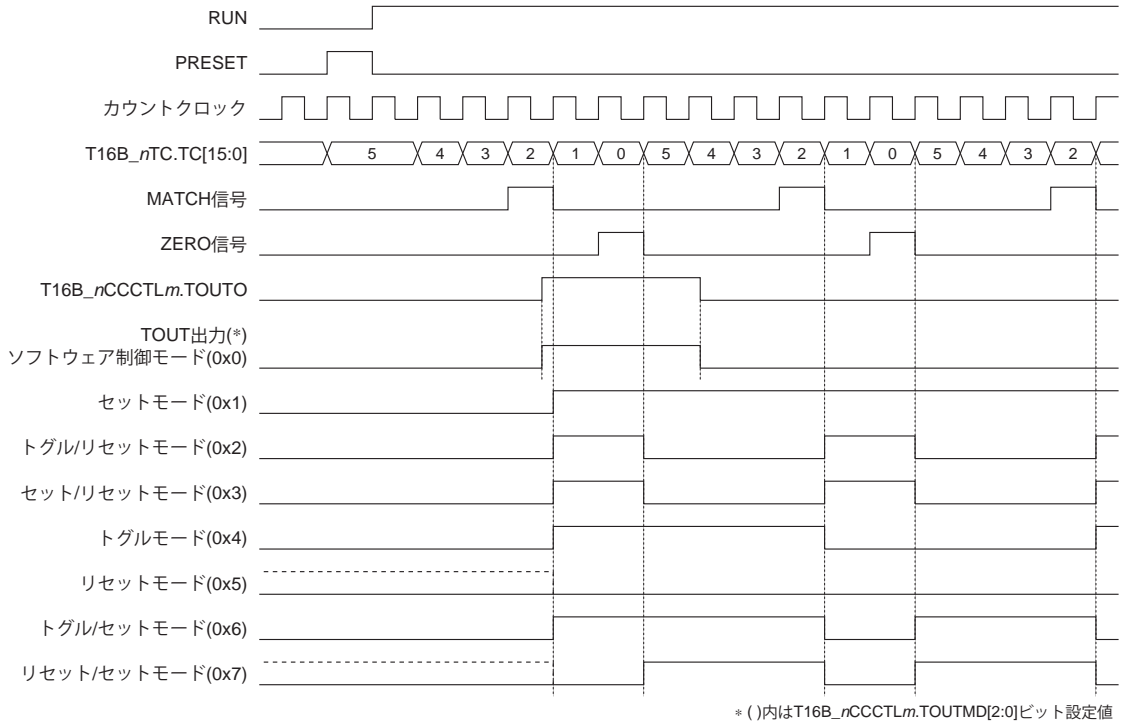 RUN
PRESET
カウントクロック
T16B_nTC.TC[15:0] 5 4 3 2 1 0 5 4 3 2 1 0 5 4 3 2
MATCH信号
ZERO信号
T16B_nCCCTLm.TOUTO
TOUT出力(*)
ソフトウェア制御モード(0x0)
セットモード(0x1)
トグル/リセットモード(0x2)
セット/リセットモード(0x3)
トグルモード(0x4)
リセットモード(0x5)
トグル/セットモード(0x6)
リセット/セットモード(0x7)
* ( )内はT16B_nCCCTLm.TOUTMD[2:0]ビット設定値